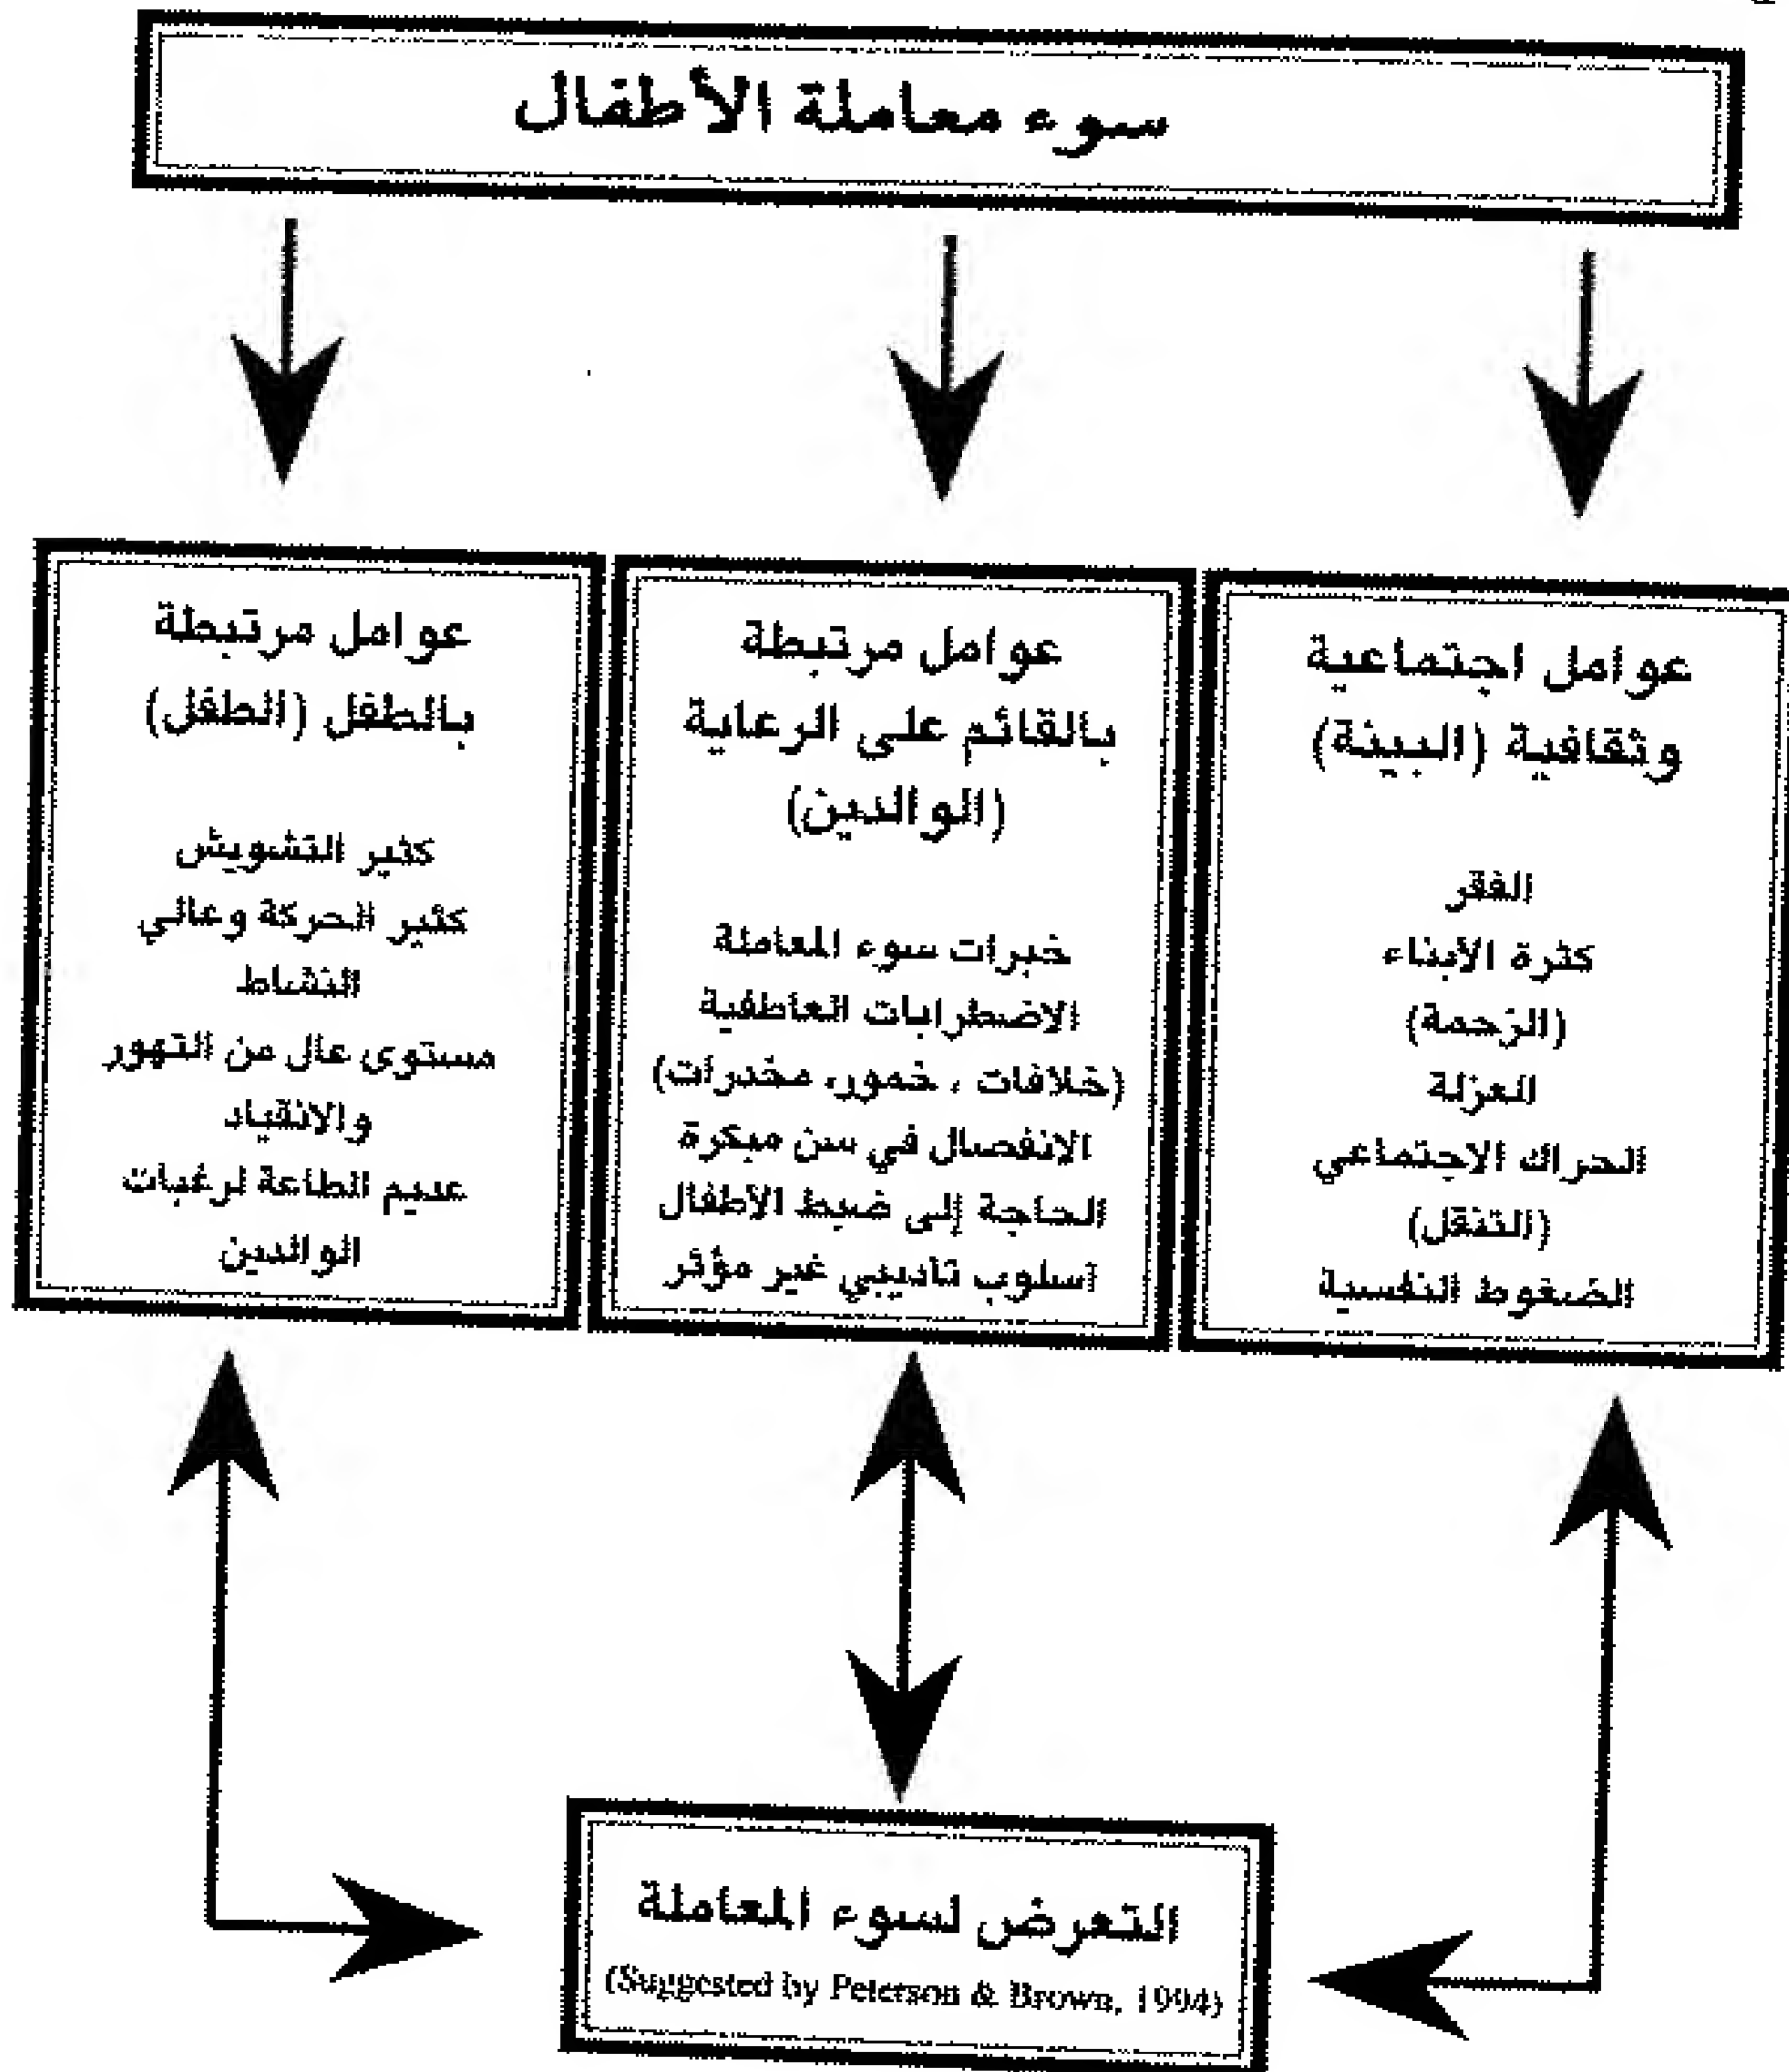 سوء معاملة الأطفال
عوامل اجتماعية
وثقافية (البيئة)
الفقر
كثرة الأبناء
(الزحمة)
العزلة
الحراك الاجتماعي
(التنقل)
الضغوط النفسية
عوامل مرتبطة
بالقائم على الرعاية
(الوالدين)
خبرات سوء المعاملة
الاضطرابات العاطفية
(خلافات ، خمور، مخدرات)
الانفصال في سن مبكرة
الحاجة إلى ضبط الأطفال
أسلوب تأديبي غير مؤثر
عوامل مرتبطة
بالطفل (الطفل)
كثير التشويش
كثير الحركة وعالي
النشاط
مستوى عال من التهور
والانقياد
عديم الطاعة لرغبات
الوالدين
التعرض لسوء المعاملة
(Suggested by Peterson & Brown, 1994)